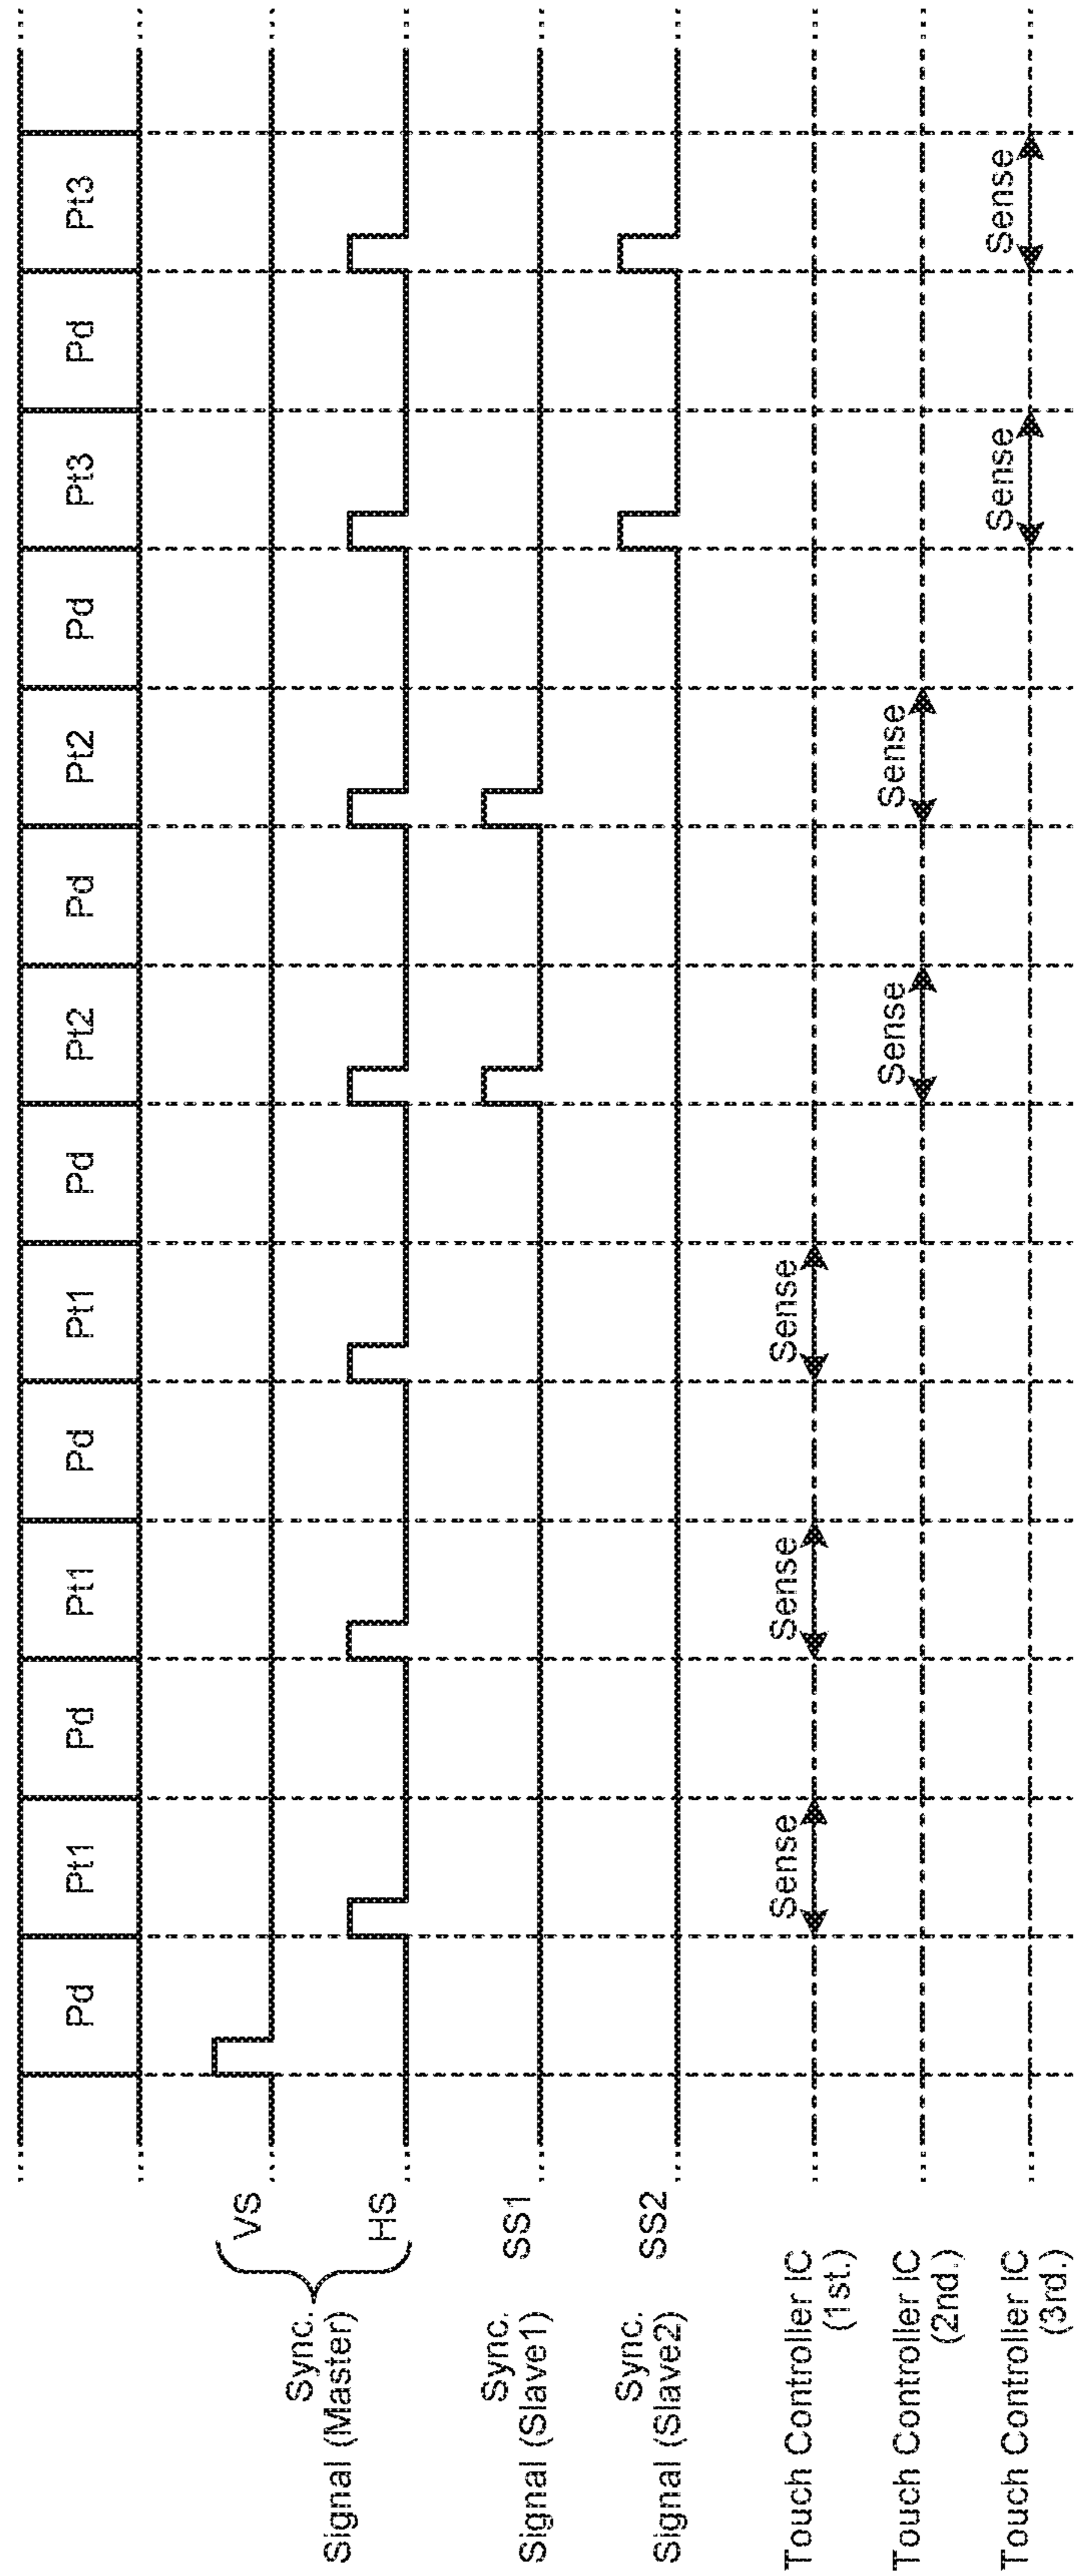 Pd Pt1 Pd Pt1 Pd Pt1 Pd Pt2 Pd Pt2 Pd Pt3 Pd Pt3
VS
Sync.
Signal (Master)
HS
Sync.
Signal (Slave1) SS1
Sync.
Signal (Slave2) SS2
Sense Sense Sense
Touch Controller IC
(1st.)
Sense Sense
Touch Controller IC
(2nd.)
Sense Sense
Touch Controller IC
(3rd.)